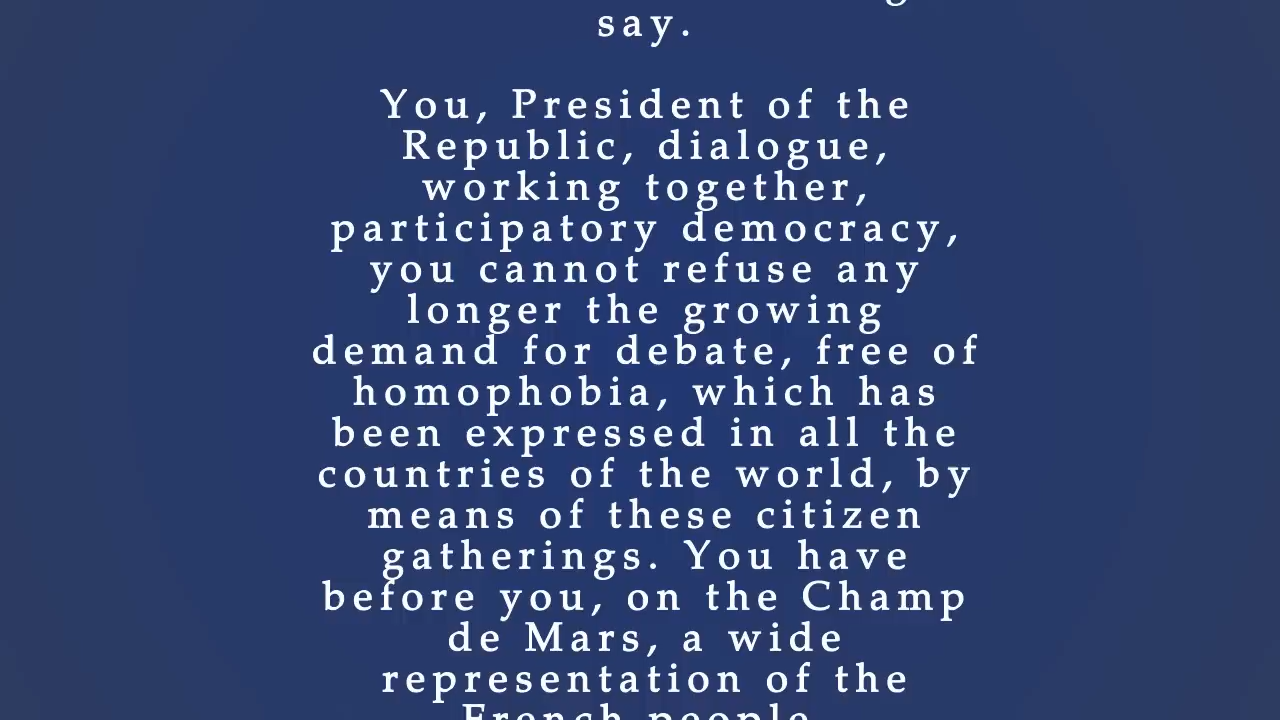 say.
You, President of the
Republic, dialogue,
working together,
participatory democracy,
you cannot refuse any
longer the growing
demand for debate, free of
homophobia, which has
been expressed in all the
countries of the world, by
means of these citizen
gatherings. You have
before you, on the Champ
de Mars, a wide
representation of the
French people